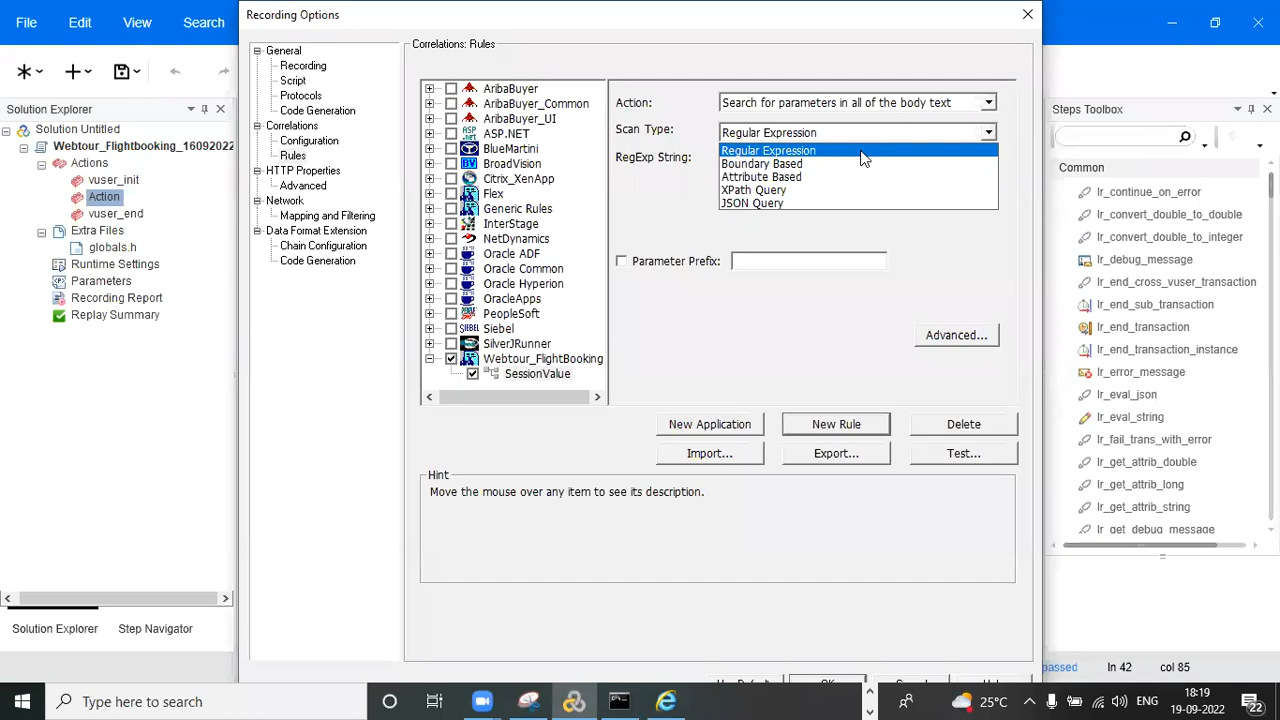 Recording Options
File
Edit
View
Search
Solution Explorer
Solution Untitled
Webtour_Flightbooking_16092022
Actions
vuser_init
Action
vuser_end
Extra Files
globals.h
Runtime Settings
Parameters
Recording Report
Replay Summary
Solution Explorer
Step Navigator
General
Recording
Script
Protocols
Code Generation
Correlations
Configuration
Rules
HTTP Properties
Advanced
Network
Mapping and Filtering
Data Format Extension
Chain Configuration
Code Generation
Correlations: Rules
AribaBuyer
AribaBuyer_Common
AribaBuyer_UI
ASP.NET
BlueMartini
BroadVision
Citrix_XenApp
Flex
Generic Rules
InterStage
NetDynamics
Oracle ADF
Oracle Common
Oracle Hyperion
OracleApps
PeopleSoft
Siebel
SilverJRunner
Webtour_FlightBooking
SessionValue
Action:
Search for parameters in all of the body text
Scan Type:
Regular Expression
RegExp String:
Regular Expression
Boundary Based
Attribute Based
XPath Query
JSON Query
Parameter Prefix:
Advanced...
New Application
New Rule
Delete
Import...
Export...
Test...
Hint
Move the mouse over any item to see its description.
Steps Toolbox
Common
lr_continue_on_error
lr_convert_double_to_double
lr_convert_double_to_integer
lr_debug_message
lr_end_cross_vuser_transaction
lr_end_sub_transaction
lr_end_transaction
lr_end_transaction_instance
lr_error_message
lr_eval_json
lr_eval_string
lr_fail_trans_with_error
lr_get_attrib_double
lr_get_attrib_long
lr_get_attrib_string
lr_get_debug_message
passed
ln 42
col 85
Type here to search
25°C
ENG
18:19
19-09-2022
22